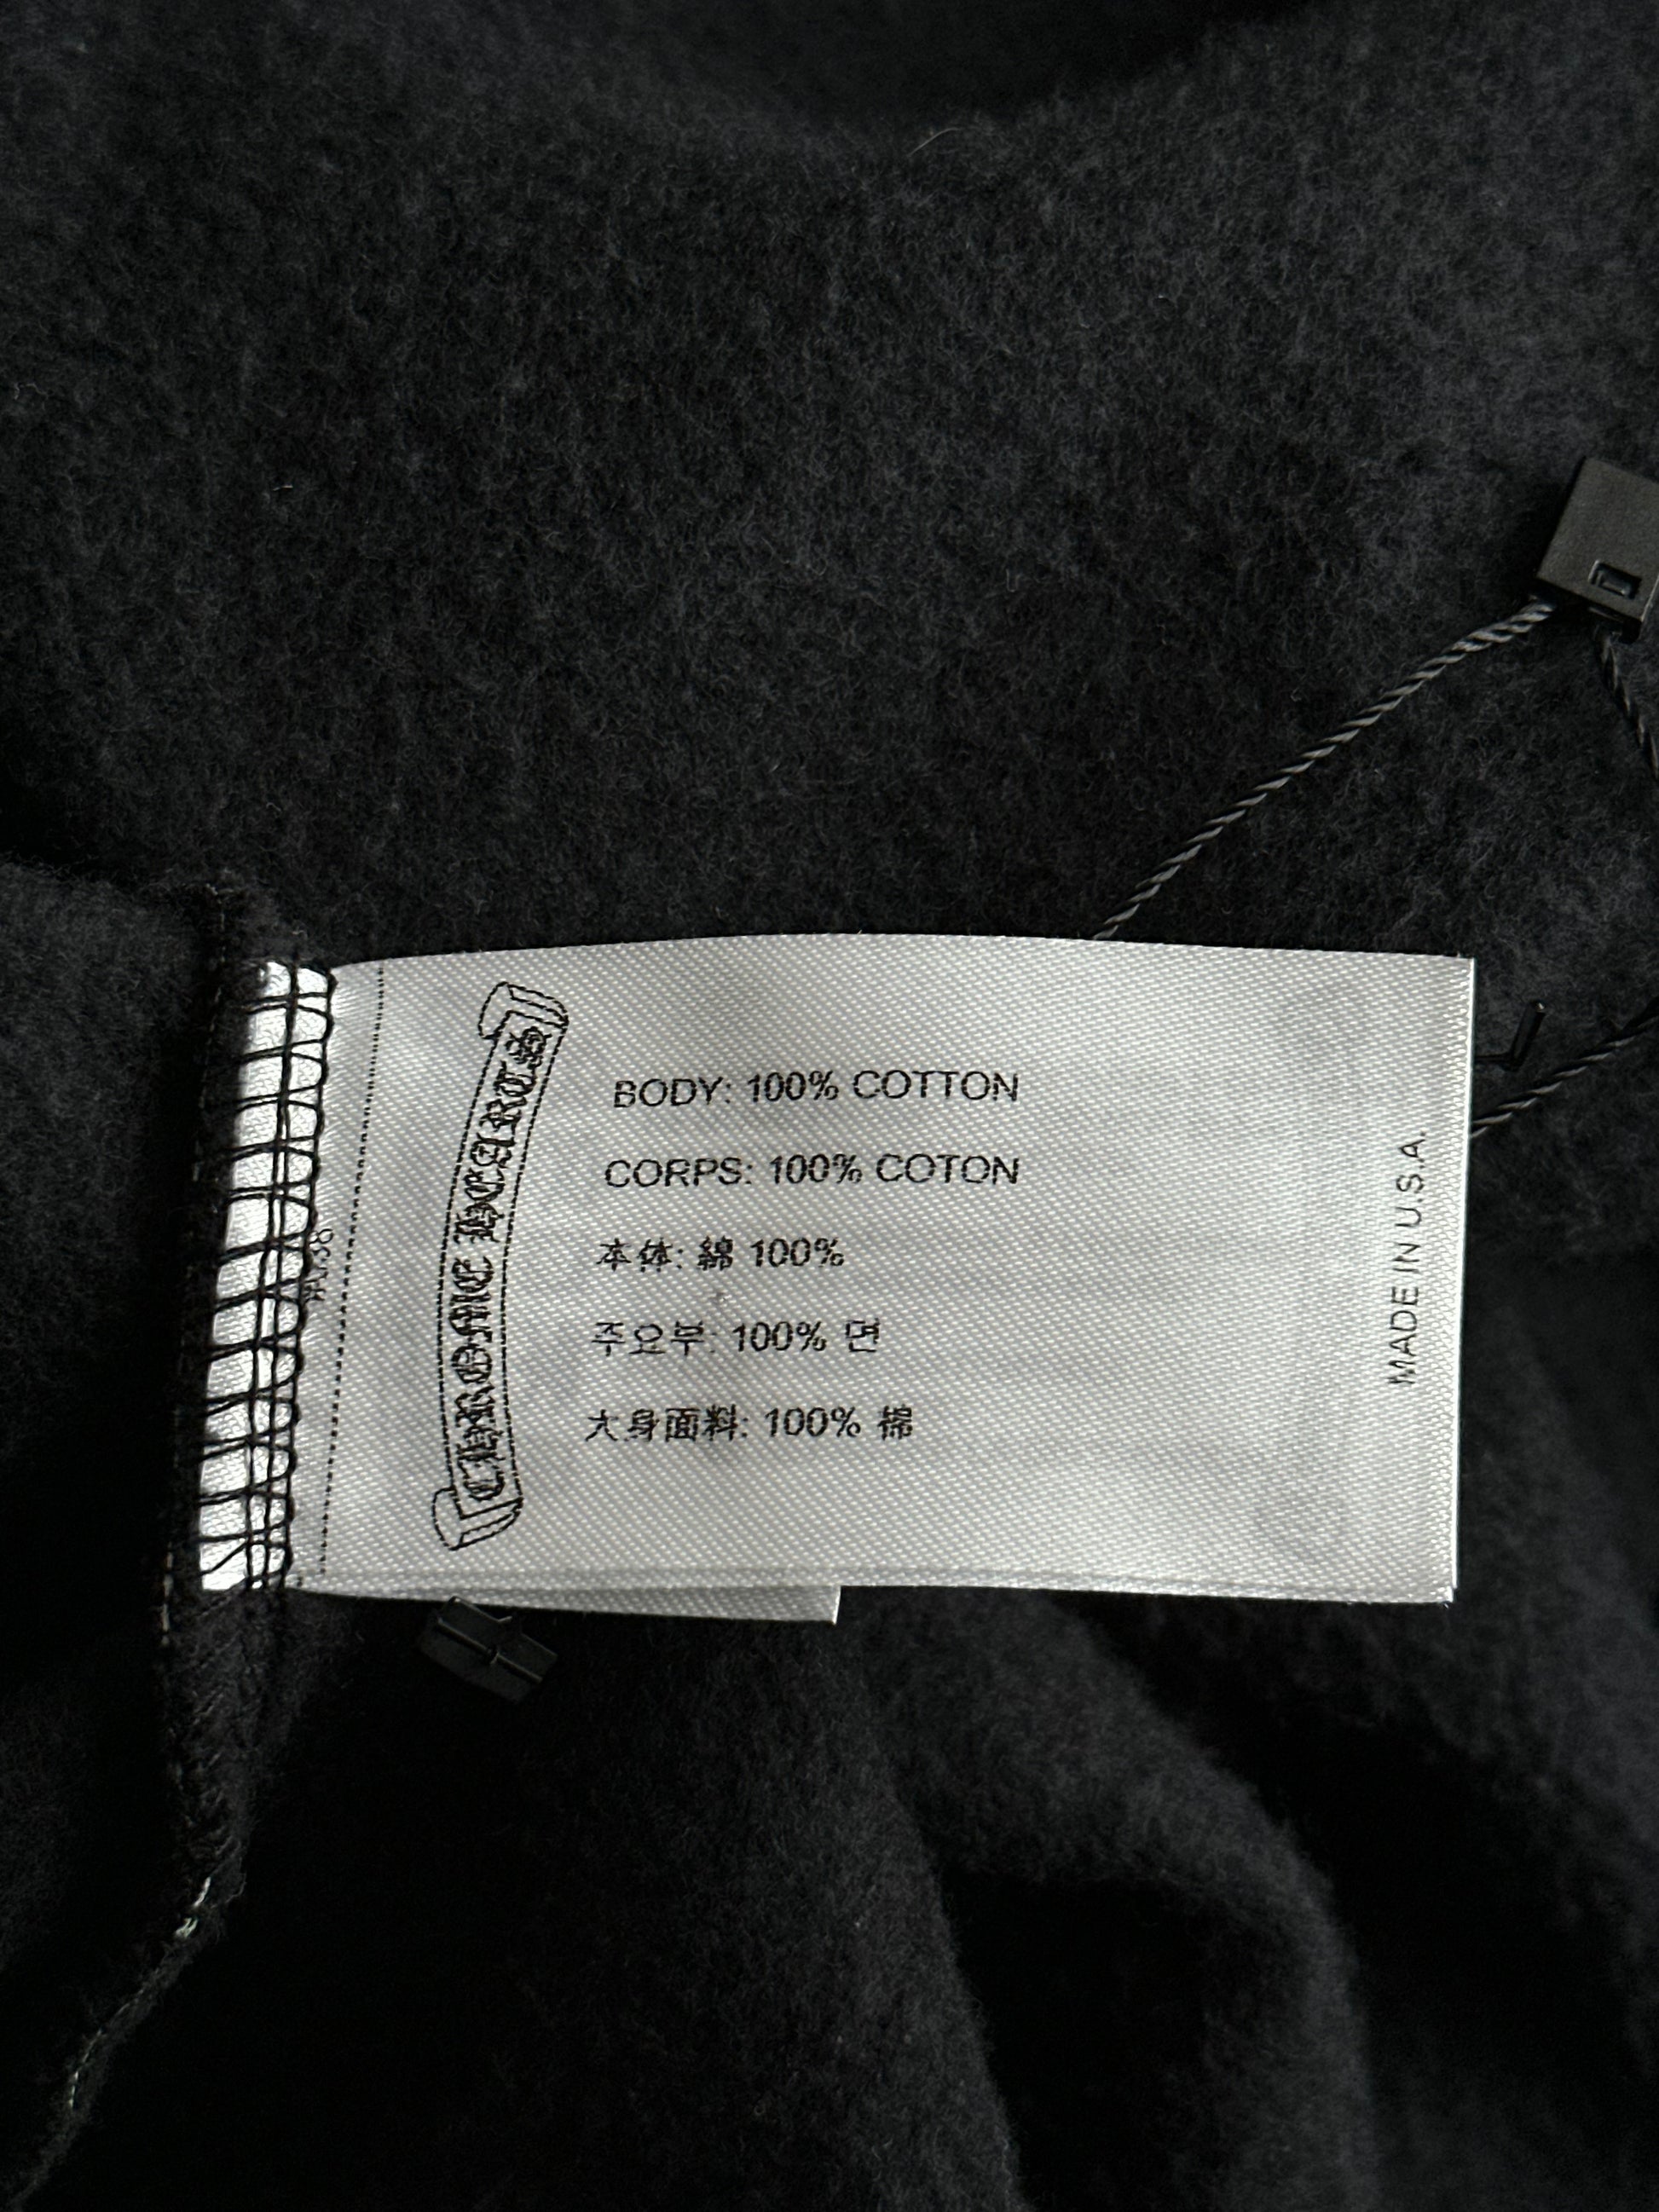 CHROME HEARTS
BODY: 100% COTTON
CORPS: 100% COTON
本体: 綿 100%
주요부: 100% 면
大身面料: 100% 棉
MADE IN U.S.A.